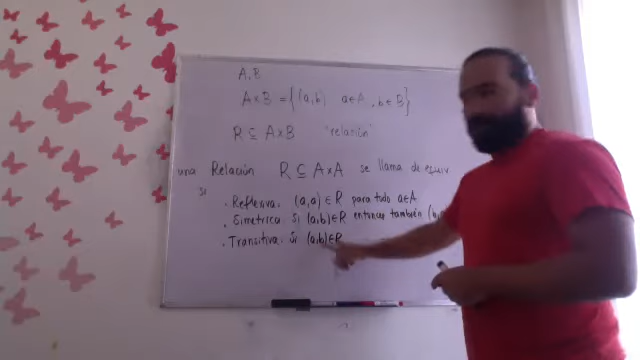 A, B
A×B = {(a,b) a∈A, b∈B}
R ⊆ A×B "relación"
una Relación R ⊆ A×A se llama de equiv
si
· Reflexiva: (a,a) ∈ R para todo a∈A
· Simetrica: Si (a,b)∈R entonces también (b,
· Transitiva: si (a,b)∈R